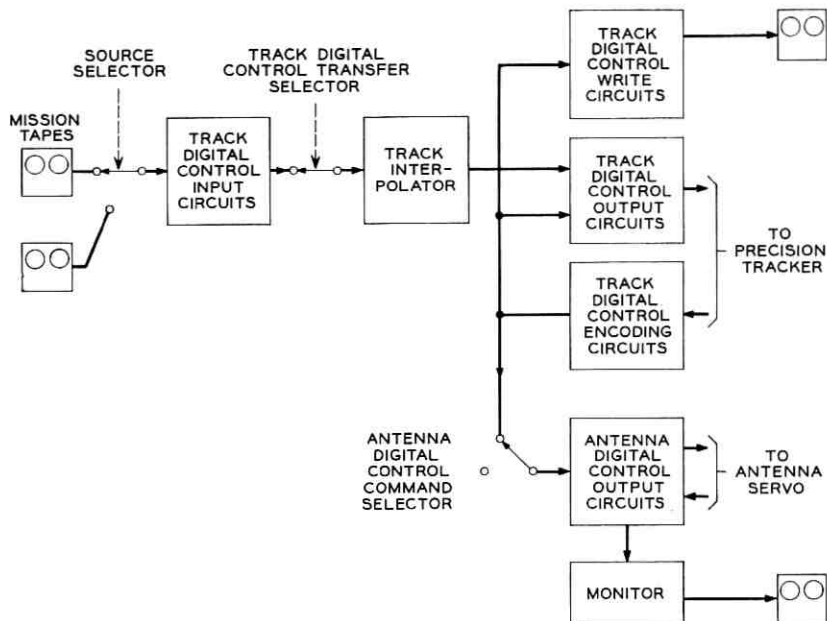 SOURCE
SELECTOR
TRACK DIGITAL
CONTROL TRANSFER
SELECTOR
MISSION
TAPES
TRACK
DIGITAL
CONTROL
INPUT
CIRCUITS
TRACK
INTER-
POLATOR
TRACK
DIGITAL
CONTROL
WRITE
CIRCUITS
TRACK
DIGITAL
CONTROL
OUTPUT
CIRCUITS
TO
PRECISION
TRACKER
TRACK
DIGITAL
CONTROL
ENCODING
CIRCUITS
ANTENNA
DIGITAL
CONTROL
COMMAND
SELECTOR
ANTENNA
DIGITAL
CONTROL
OUTPUT
CIRCUITS
TO
ANTENNA
SERVO
MONITOR